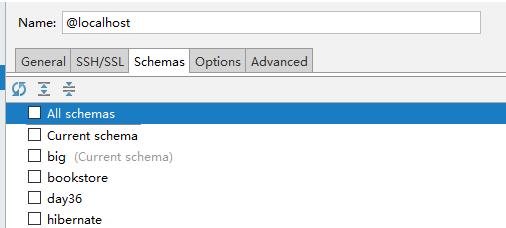 Name: @localhost
General SSH/SSL Schemas Options Advanced
All schemas
Current schema
big (Current schema)
bookstore
day36
hibernate